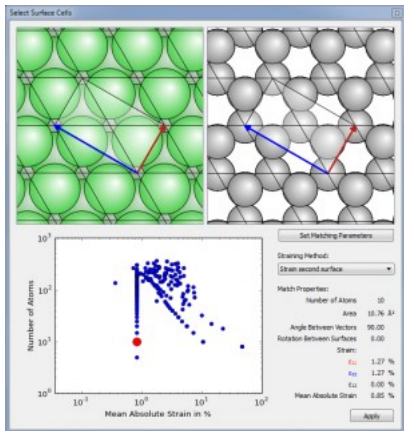 Select Surface Cells
Set Matching Parameters
Straining Method:
Strain second surface
Match Properties:
Number of Atoms 10
Area 10.76 Å²
Angle Between Vectors 90.00
Rotation Between Surfaces 0.00
Strain:
ε₁₁ 1.27 %
ε₂₂ 1.27 %
ε₁₂ 0.00 %
Mean Absolute Strain 0.85 %
Apply
Number of Atoms
10³
10²
10¹
10⁰
10⁻¹ 10⁰ 10¹ 10²
Mean Absolute Strain in %